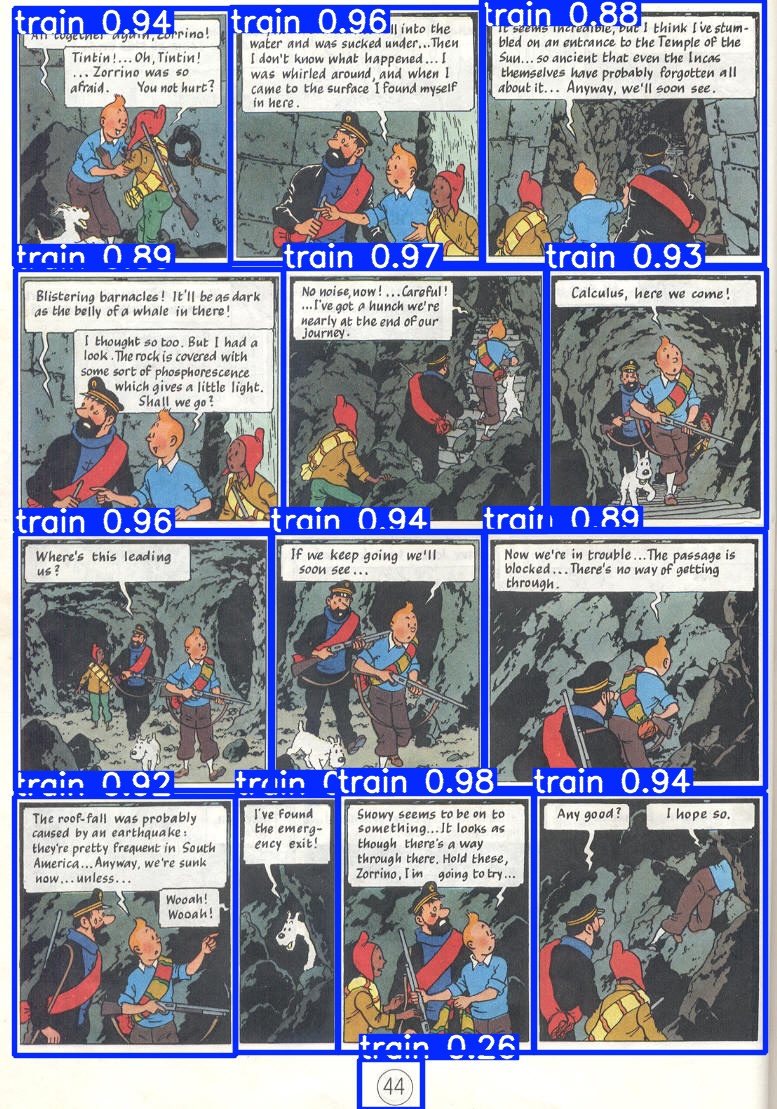 train 0.94
All together again, Zorrino!
Tintin!... Oh, Tintin!
... Zorrino was so
afraid. You not hurt?
train 0.96
ll into the
water and was sucked under...Then
I don't know what happened... I
was whirled around, and when I
came to the surface I found myself
in here.
train 0.88
It seems incredible, but I think I've stum-
bled on an entrance to the Temple of the
Sun... so ancient that even the Incas
themselves have probably forgotten all
about it... Anyway, we'll soon see.
train 0.89
Blistering barnacles! It'll be as dark
as the belly of a whale in there!
I thought so too. But I had a
look. The rock is covered with
some sort of phosphorescence
which gives a little light.
Shall we go?
train 0.97
No noise, now! ...Careful!
...I've got a hunch we're
nearly at the end of our
journey.
train 0.93
Calculus, here we come!
train 0.96
Where's this leading
us?
train 0.94
If we keep going we'll
soon see...
train 0.89
Now we're in trouble...The passage is
blocked...There's no way of getting
through.
train 0.92
The roof-fall was probably
caused by an earthquake:
they're pretty frequent in South
America...Anyway, we're sunk
now...unless...
Wooah!
Wooah!
train
I've found
the emerg-
ency exit!
train 0.98
Snowy seems to be on to
something...It looks as
though there's a way
through there. Hold these,
Zorrino, I'm going to try...
train 0.94
Any good?
I hope so.
train 0.26
44